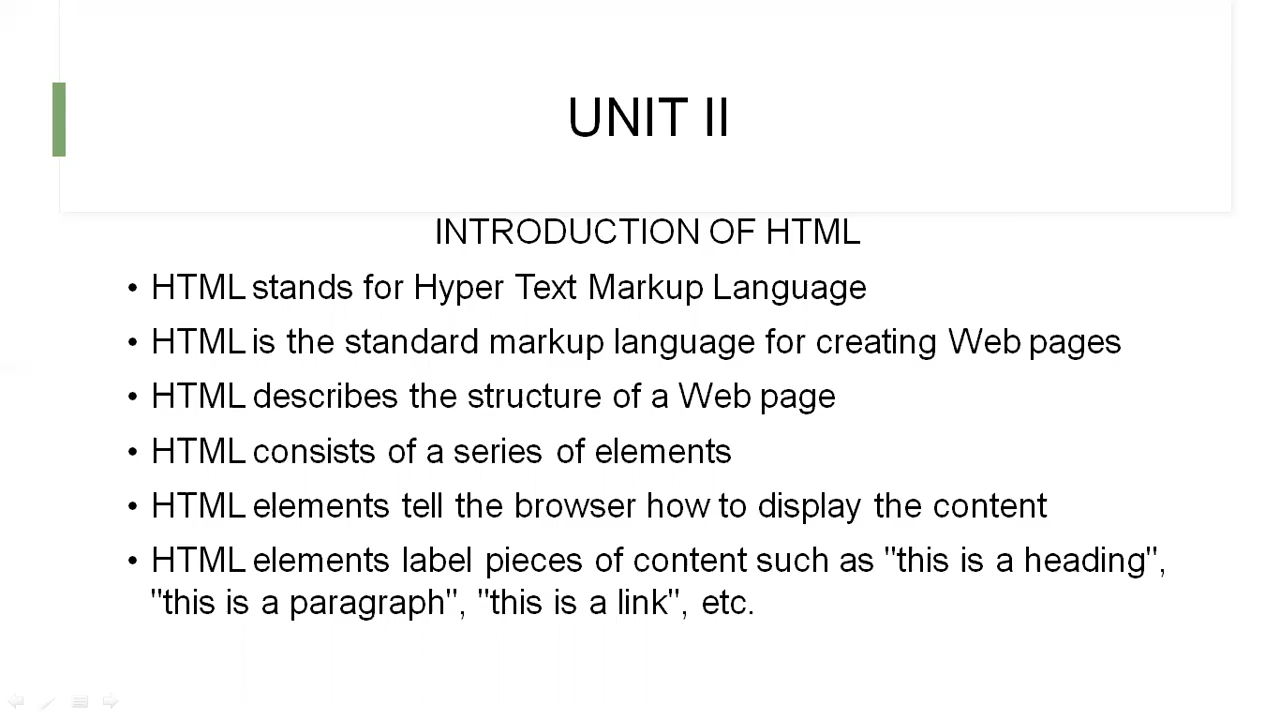 UNIT II
INTRODUCTION OF HTML
• HTML stands for Hyper Text Markup Language
• HTML is the standard markup language for creating Web pages
• HTML describes the structure of a Web page
• HTML consists of a series of elements
• HTML elements tell the browser how to display the content
• HTML elements label pieces of content such as "this is a heading",
"this is a paragraph", "this is a link", etc.